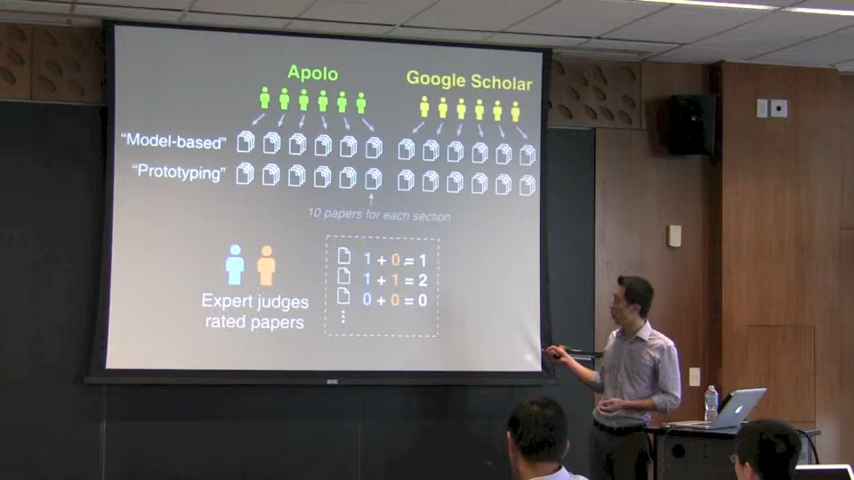 Apolo
Google Scholar
"Model-based"
"Prototyping"
10 papers for each section
1 + 0 = 1
1 + 1 = 2
0 + 0 = 0
Expert judges
rated papers